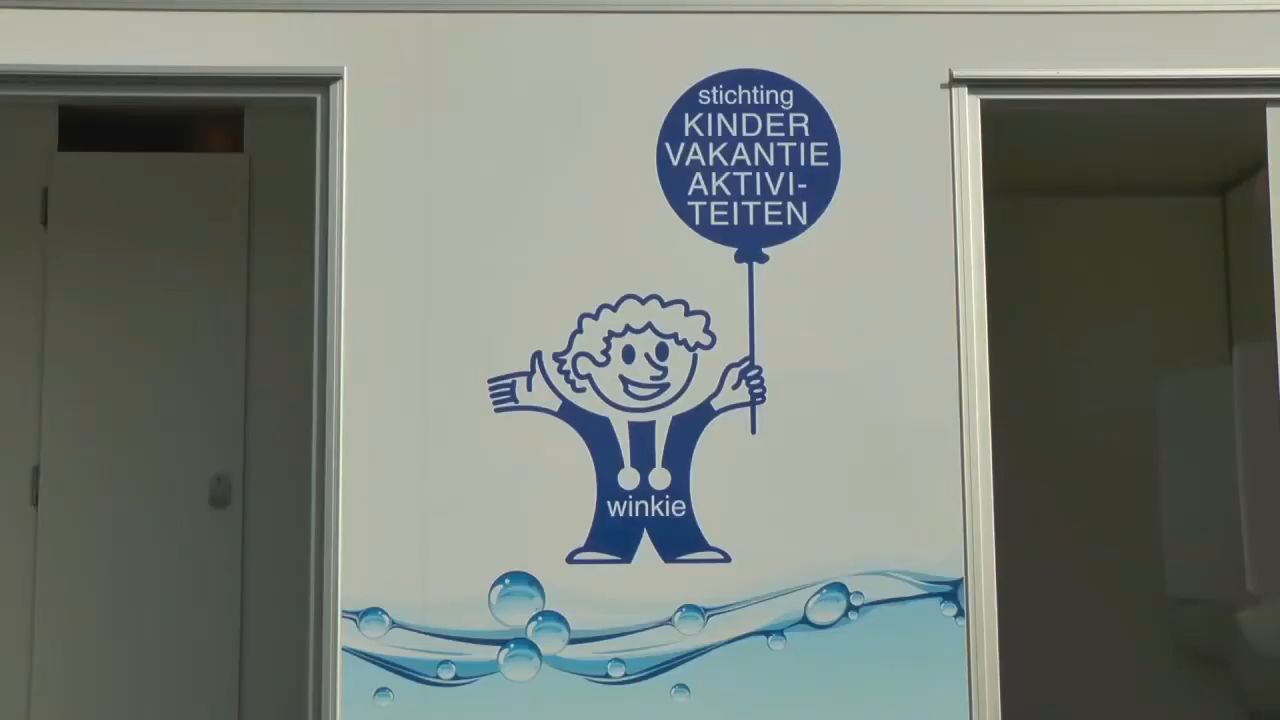 stichting
KINDER
VAKANTIE
AKTIVI-
TEITEN
winkie